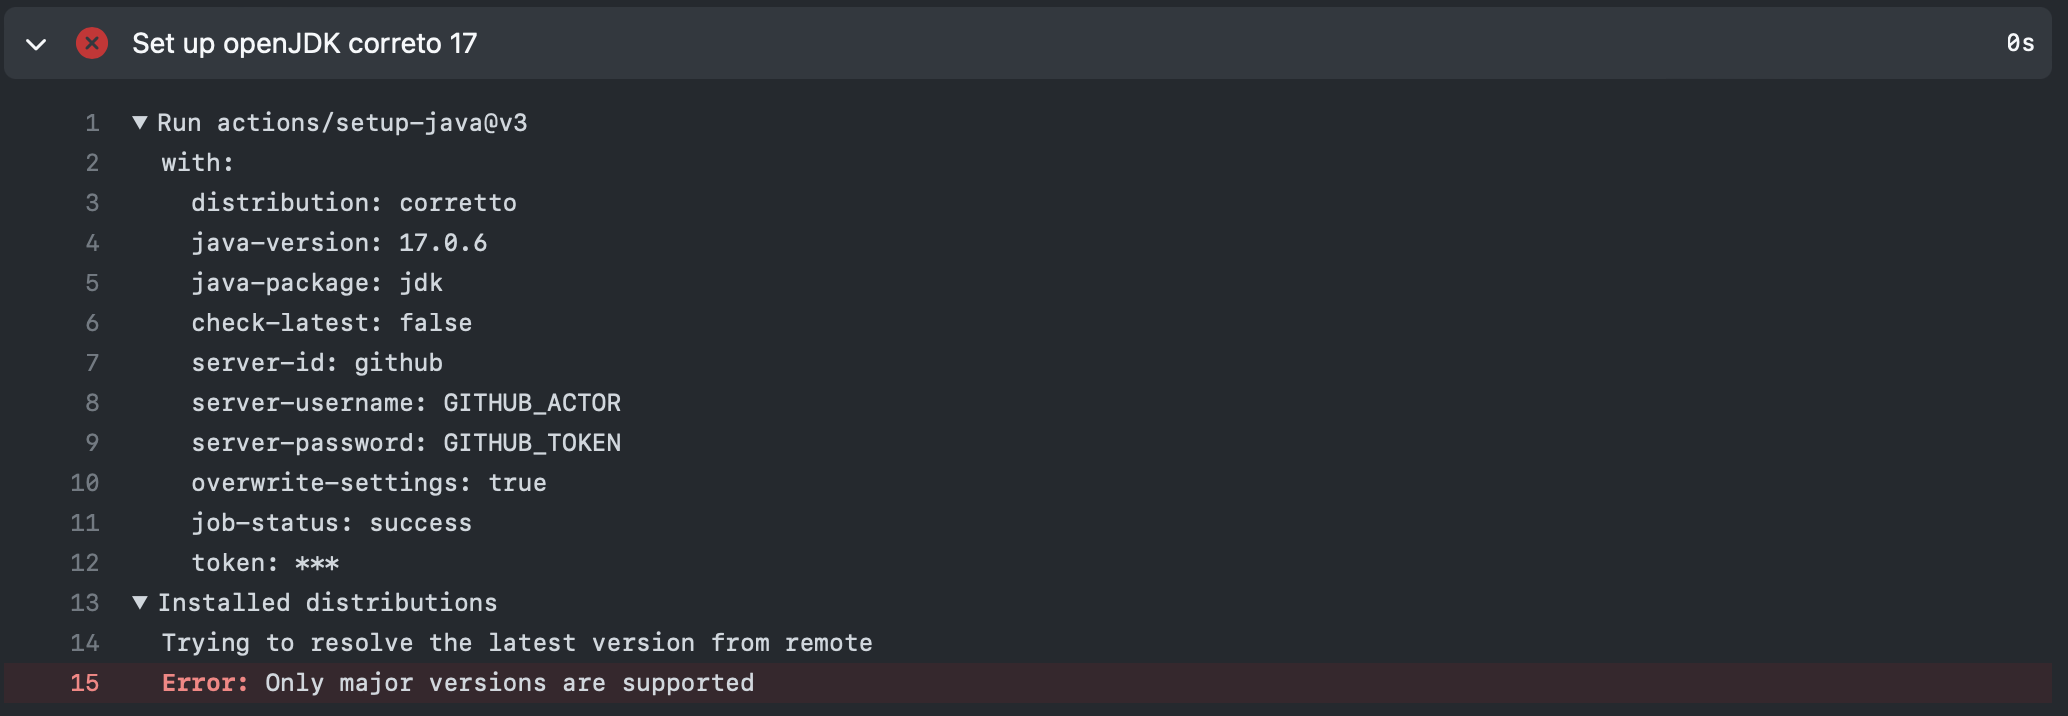 Set up openJDK correto 17 0s
1 ▼ Run actions/setup-java@v3
2 with:
3 distribution: corretto
4 java-version: 17.0.6
5 java-package: jdk
6 check-latest: false
7 server-id: github
8 server-username: GITHUB_ACTOR
9 server-password: GITHUB_TOKEN
10 overwrite-settings: true
11 job-status: success
12 token: ***
13 ▼ Installed distributions
14 Trying to resolve the latest version from remote
15 Error: Only major versions are supported